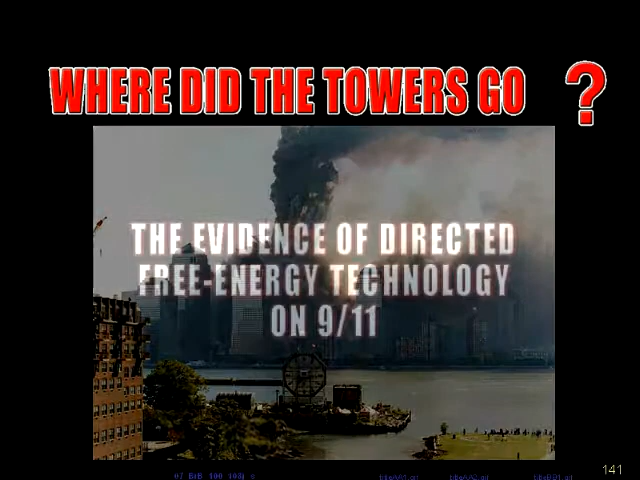 WHERE DID THE TOWERS GO ?
THE EVIDENCE OF DIRECTED
FREE-ENERGY TECHNOLOGY
ON 9/11
141